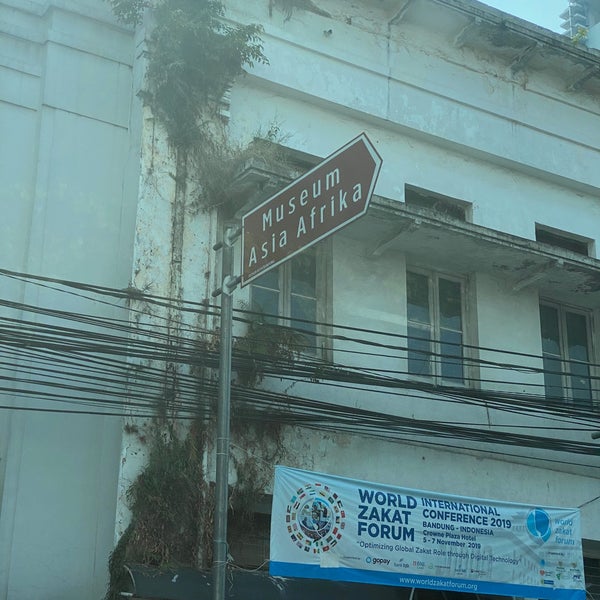 Museum
Asia Afrika
WORLD
ZAKAT
FORUM
INTERNATIONAL
CONFERENCE 2019
BANDUNG - INDONESIA
Crowne Plaza Hotel
5 - 7 November 2019
"Optimizing Global Zakat Role through Digital Technology"
world
zakat
forum
gopay
www.worldzakatforum.org